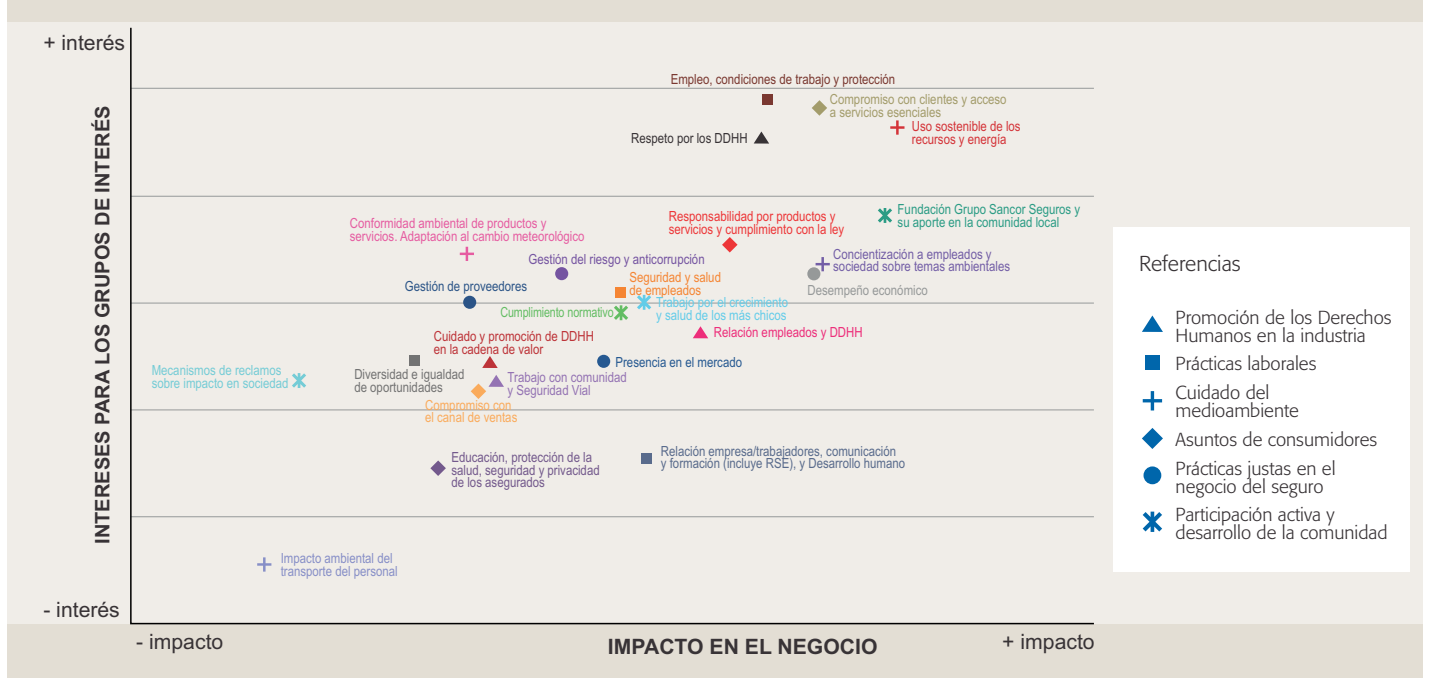 + interés
INTERESES PARA LOS GRUPOS DE INTERÉS
- interés
Empleo, condiciones de trabajo y protección
Compromiso con clientes y acceso
a servicios esenciales
Uso sostenible de los
recursos y energía
Respeto por los DDHH
Fundación Grupo Sancor Seguros y
su aporte en la comunidad local
Responsabilidad por productos y
servicios y cumplimiento con la ley
Conformidad ambiental de productos y
servicios. Adaptación al cambio meteorológico
Concientización a empleados y
sociedad sobre temas ambientales
Gestión del riesgo y anticorrupción
Seguridad y salud
de empleados
Gestión de proveedores
Desempeño económico
Trabajo por el crecimiento
y salud de los más chicos
Cumplimiento normativo
Relación empleados y DDHH
Cuidado y promoción de DDHH
en la cadena de valor
Presencia en el mercado
Mecanismos de reclamos
sobre impacto en sociedad
Diversidad e igualdad
de oportunidades
Trabajo con comunidad
y Seguridad Vial
Compromiso con
el canal de ventas
Relación empresa/trabajadores, comunicación
y formación (incluye RSE), y Desarrollo humano
Educación, protección de la
salud, seguridad y privacidad
de los asegurados
Impacto ambiental del
transporte del personal
- impacto
IMPACTO EN EL NEGOCIO
+ impacto
Referencias
Promoción de los Derechos
Humanos en la industria
Prácticas laborales
Cuidado del
medioambiente
Asuntos de consumidores
Prácticas justas en el
negocio del seguro
Participación activa y
desarrollo de la comunidad